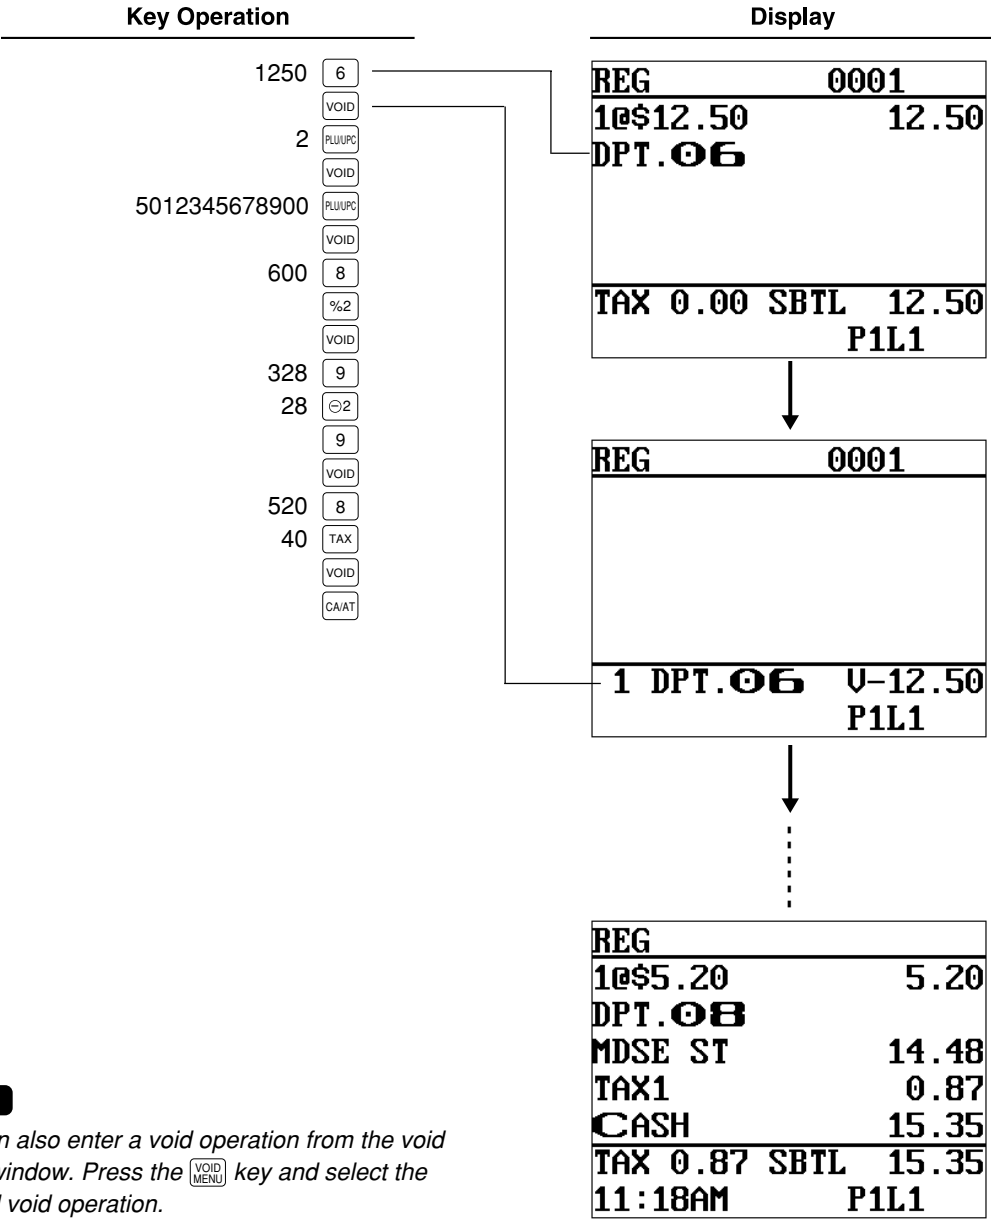 Key Operation
1250 6
VOID
2 PLU/UPC
VOID
5012345678900 PLU/UPC
VOID
600 8
%2
VOID
328 9
28 ⊖2
9
VOID
520 8
40 TAX
VOID
CA/AT
also enter a void operation from the void
Press the VOID MENU key and select the
void operation.
Display
REG 0001
1@$12.50 12.50
DPT.06
TAX 0.00 SBTL 12.50
P1L1
REG 0001
1 DPT.06 V-12.50
P1L1
REG
1@$5.20 5.20
DPT.08
MDSE ST 14.48
TAX1 0.87
CASH 15.35
TAX 0.87 SBTL 15.35
11:18AM P1L1